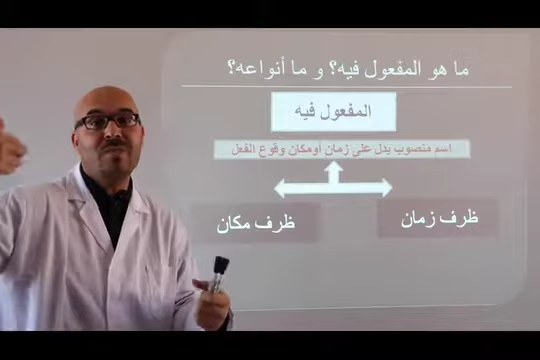 ما هو المفعول فيه؟ و ما أنواعه؟
المفعول فيه
اسم منصوب يدل على زمان أومكان وقوع الفعل
ظرف زمان
ظرف مكان